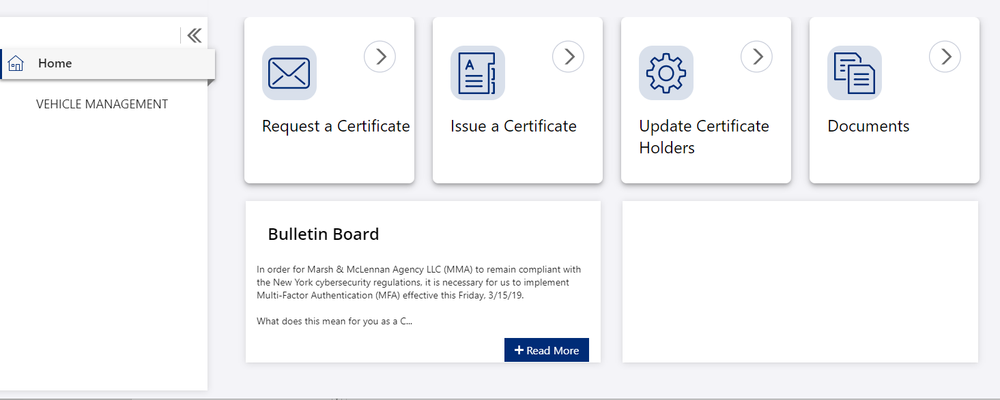 Home
VEHICLE MANAGEMENT
Request a Certificate
A
Issue a Certificate
Update Certificate
Holders
Documents
Bulletin Board
In order for Marsh & McLennan Agency LLC (MMA) to remain compliant with
the New York cybersecurity regulations, it is necessary for us to implement
Multi-Factor Authentication (MFA) effective this Friday, 3/15/19.
What does this mean for you as a C...
+ Read More